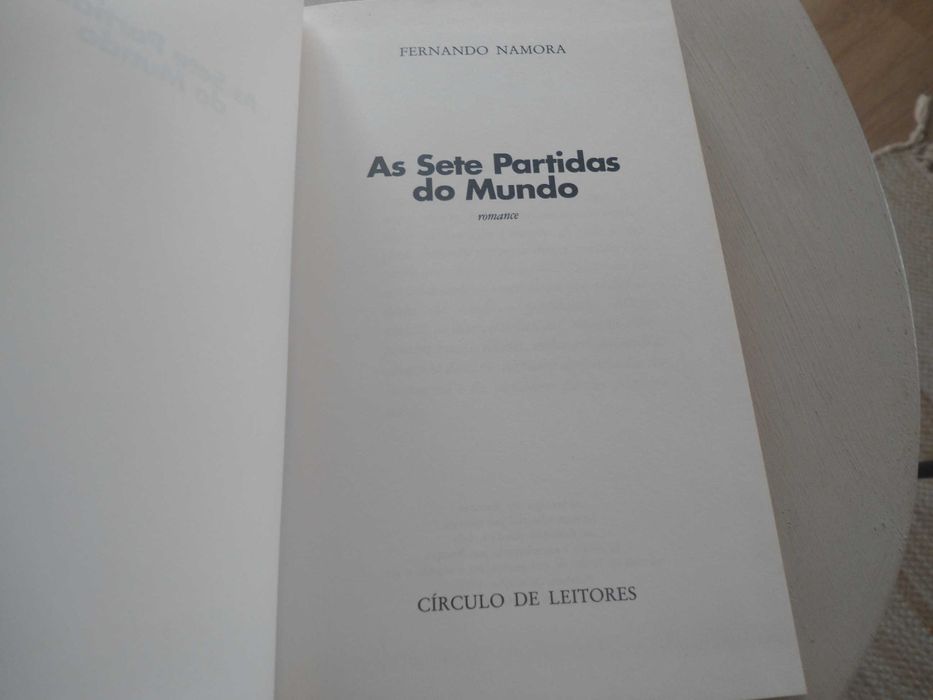 FERNANDO NAMORA
As Sete Partidas
do Mundo
romance
CÍRCULO DE LEITORES